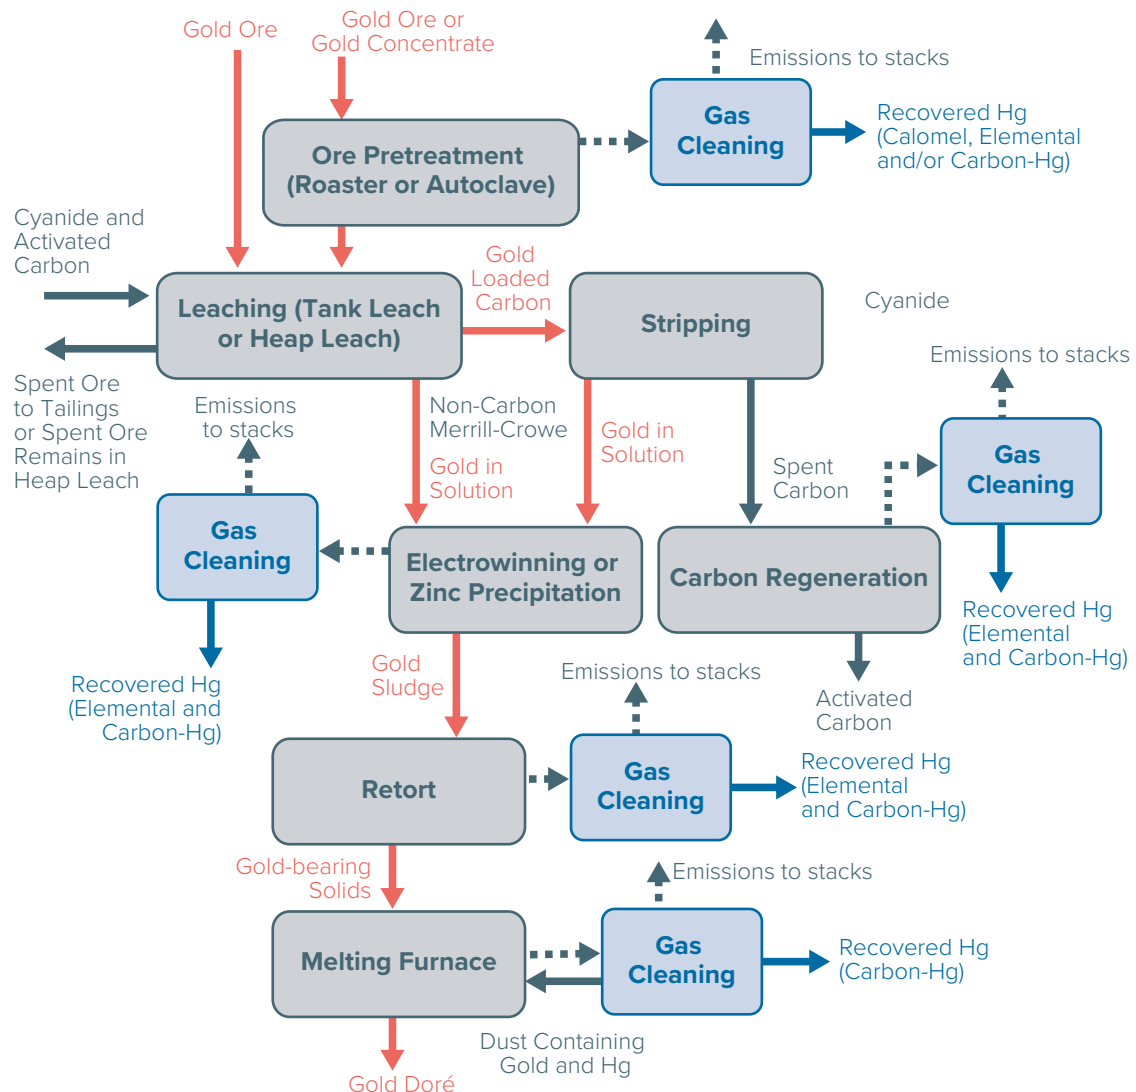 Gold Ore
Gold Ore or
Gold Concentrate
Emissions to stacks
Gas
Cleaning
Recovered Hg
(Calomel, Elemental
and/or Carbon-Hg)
Ore Pretreatment
(Roaster or Autoclave)
Cyanide and
Activated
Carbon
Gold
Loaded
Carbon
Leaching (Tank Leach
or Heap Leach)
Stripping
Cyanide
Emissions to stacks
Spent Ore
to Tailings
or Spent Ore
Remains in
Heap Leach
Emissions
to stacks
Non-Carbon
Merrill-Crowe
Gold in
Solution
Gold in
Solution
Spent
Carbon
Gas
Cleaning
Gas
Cleaning
Electrowinning or
Zinc Precipitation
Carbon Regeneration
Recovered Hg
(Elemental
and Carbon-Hg)
Recovered Hg
(Elemental and
Carbon-Hg)
Gold
Sludge
Emissions to stacks
Activated
Carbon
Retort
Gas
Cleaning
Recovered Hg
(Elemental
and Carbon-Hg)
Gold-bearing
Solids
Emissions to stacks
Melting Furnace
Gas
Cleaning
Recovered Hg
(Carbon-Hg)
Dust Containing
Gold and Hg
Gold Doré